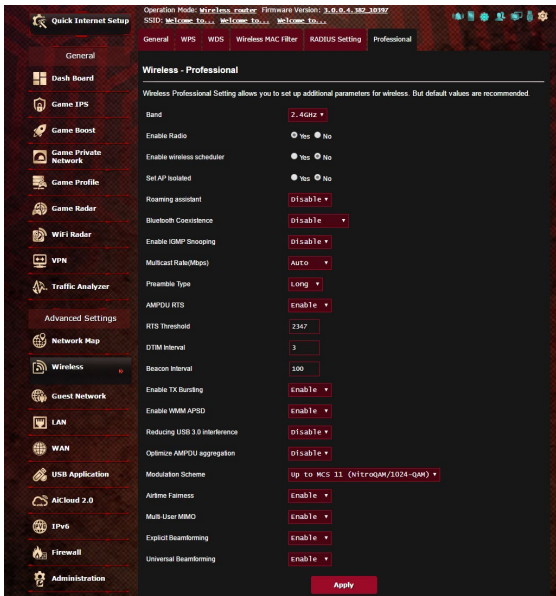 Quick Internet Setup
Operation Mode: Wireless router Firmware Version: 3.0.0.4.382_10397
SSID: Welcome to... Welcome to... Welcome to...
General WPS WDS Wireless MAC Filter RADIUS Setting Professional
General
Dash Board
Game IPS
Game Boost
Game Private
Network
Game Profile
Game Radar
WiFi Radar
VPN
Traffic Analyzer
Advanced Settings
Network Map
Wireless
Guest Network
LAN
WAN
USB Application
AiCloud 2.0
IPv6
Firewall
Administration
Wireless - Professional
Wireless Professional Setting allows you to set up additional parameters for wireless. But default values are recommended.
Band 2.4GHz
Enable Radio Yes No
Enable wireless scheduler Yes No
Set AP Isolated Yes No
Roaming assistant Disable
Bluetooth Coexistence Disable
Enable IGMP Snooping Disable
Multicast Rate(Mbps) Auto
Preamble Type Long
AMPDU RTS Enable
RTS Threshold 2347
DTIM Interval 3
Beacon Interval 100
Enable TX Bursting Enable
Enable WMM APSD Enable
Reducing USB 3.0 interference Disable
Optimize AMPDU aggregation Disable
Modulation Scheme Up to MCS 11 (NitroQAM/1024-QAM)
Airtime Fairness Enable
Multi-User MIMO Enable
Explicit Beamforming Enable
Universal Beamforming Enable
Apply